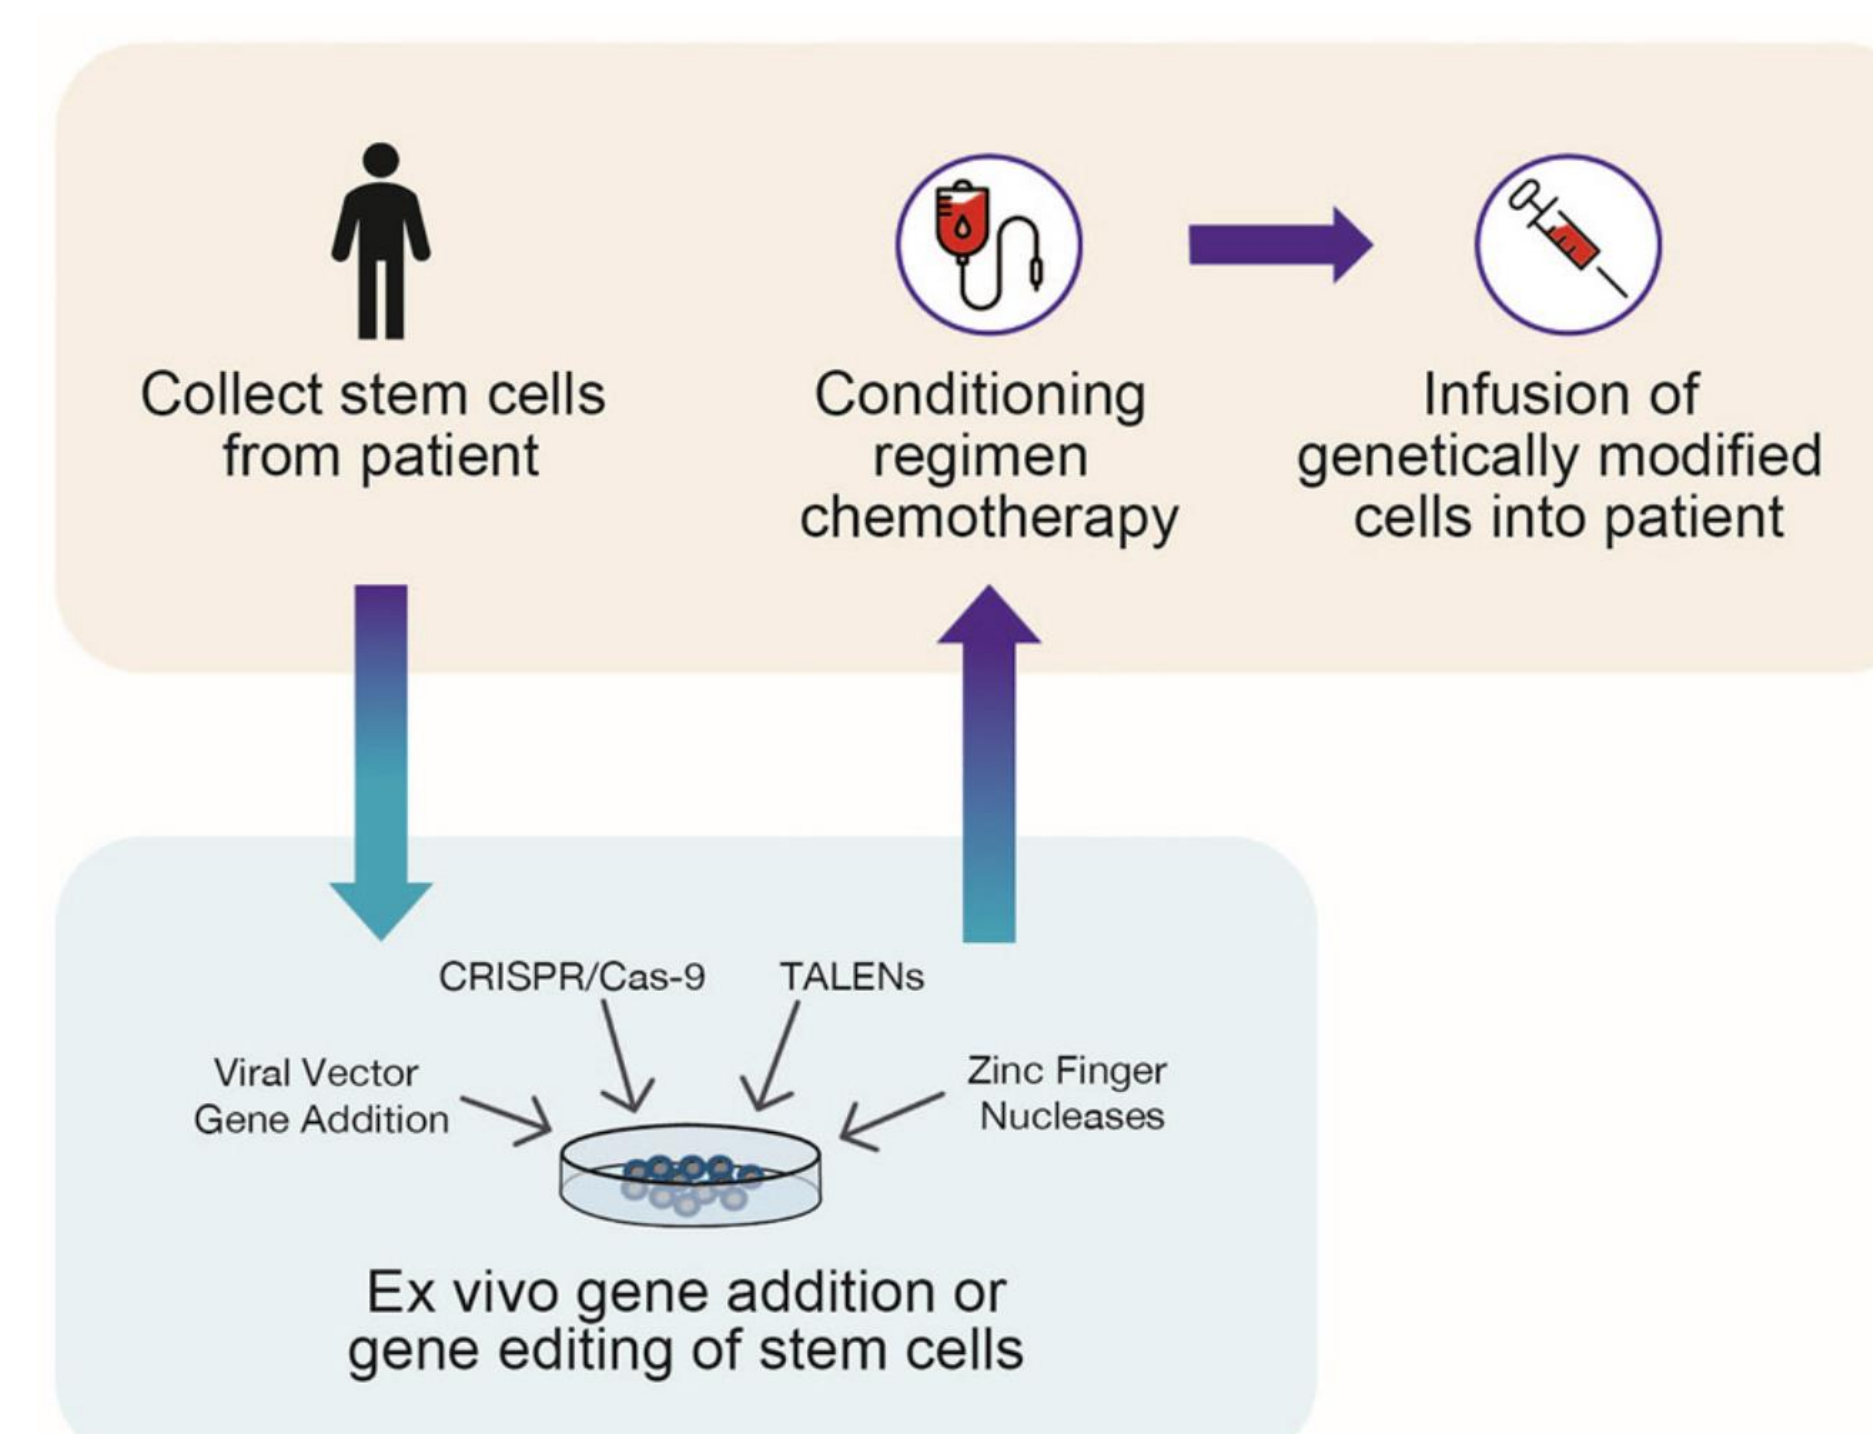 Collect stem cells
from patient
Conditioning
regimen
chemotherapy
Infusion of
genetically modified
cells into patient
CRISPR/Cas-9
TALENs
Viral Vector
Gene Addition
Zinc Finger
Nucleases
Ex vivo gene addition or
gene editing of stem cells